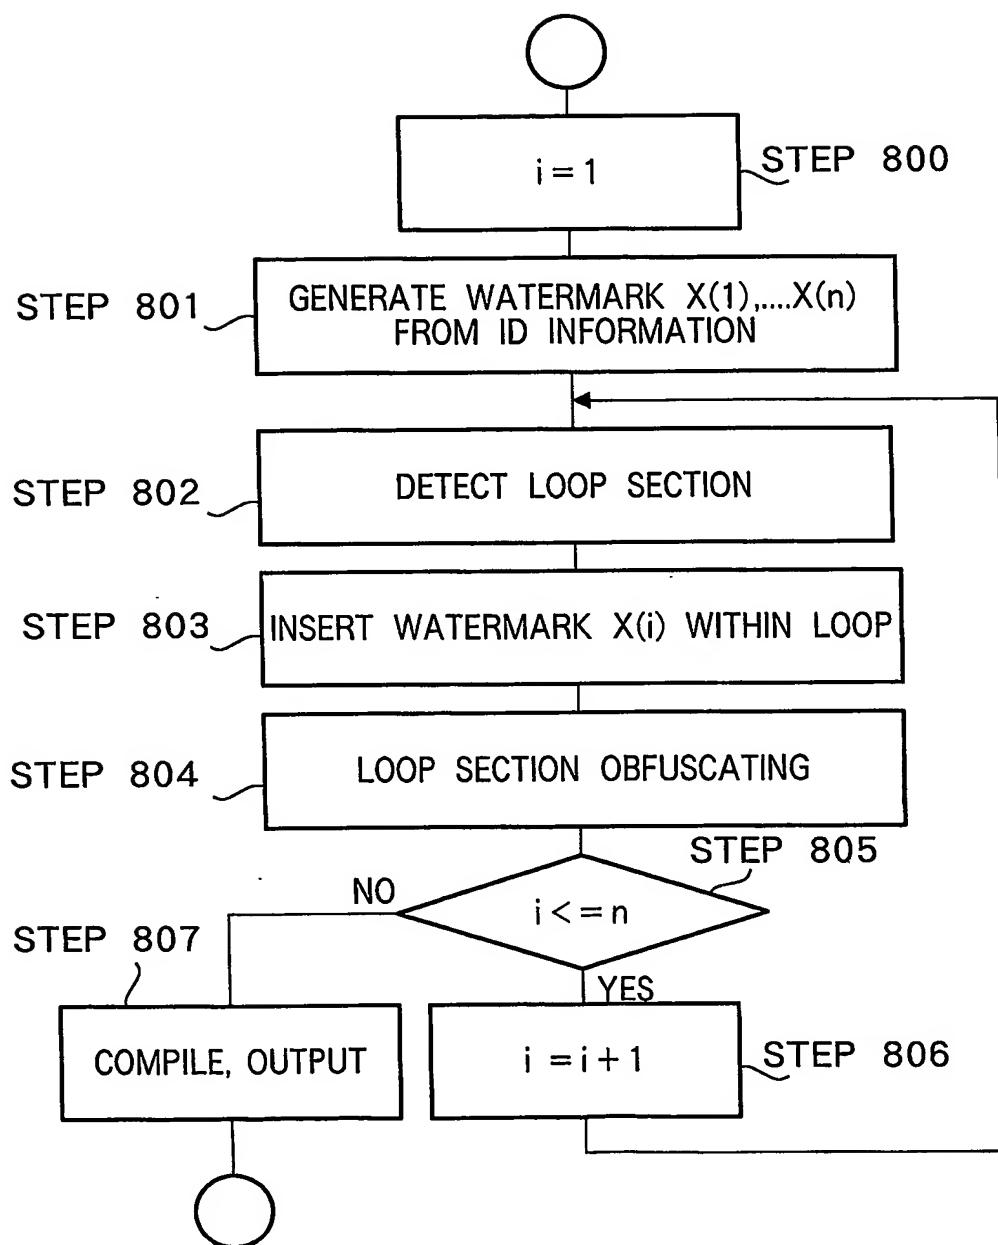 i = 1
STEP 800
STEP 801
GENERATE WATERMARK X(1),....X(n)
FROM ID INFORMATION
STEP 802
DETECT LOOP SECTION
STEP 803
INSERT WATERMARK X(i) WITHIN LOOP
STEP 804
LOOP SECTION OBFUSCATING
STEP 805
NO
i <= n
STEP 807
YES
COMPILE, OUTPUT
i = i + 1
STEP 806